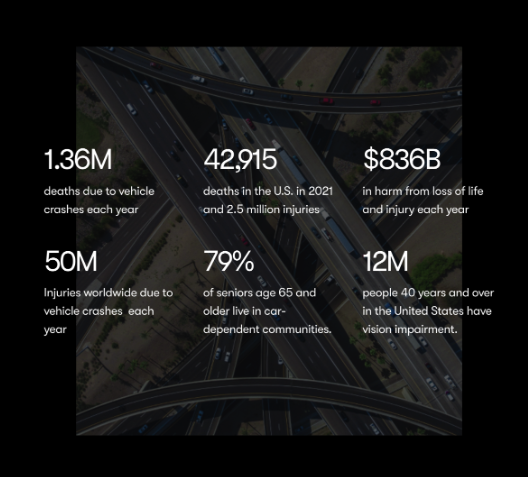 1.36M
deaths due to vehicle
crashes each year
42,915
deaths in the U.S. in 2021
and 2.5 million injuries
$836B
in harm from loss of life
and injury each year
50M
Injuries worldwide due to
vehicle crashes each
year
79%
of seniors age 65 and
older live in car-
dependent communities.
12M
people 40 years and over
in the United States have
vision impairment.